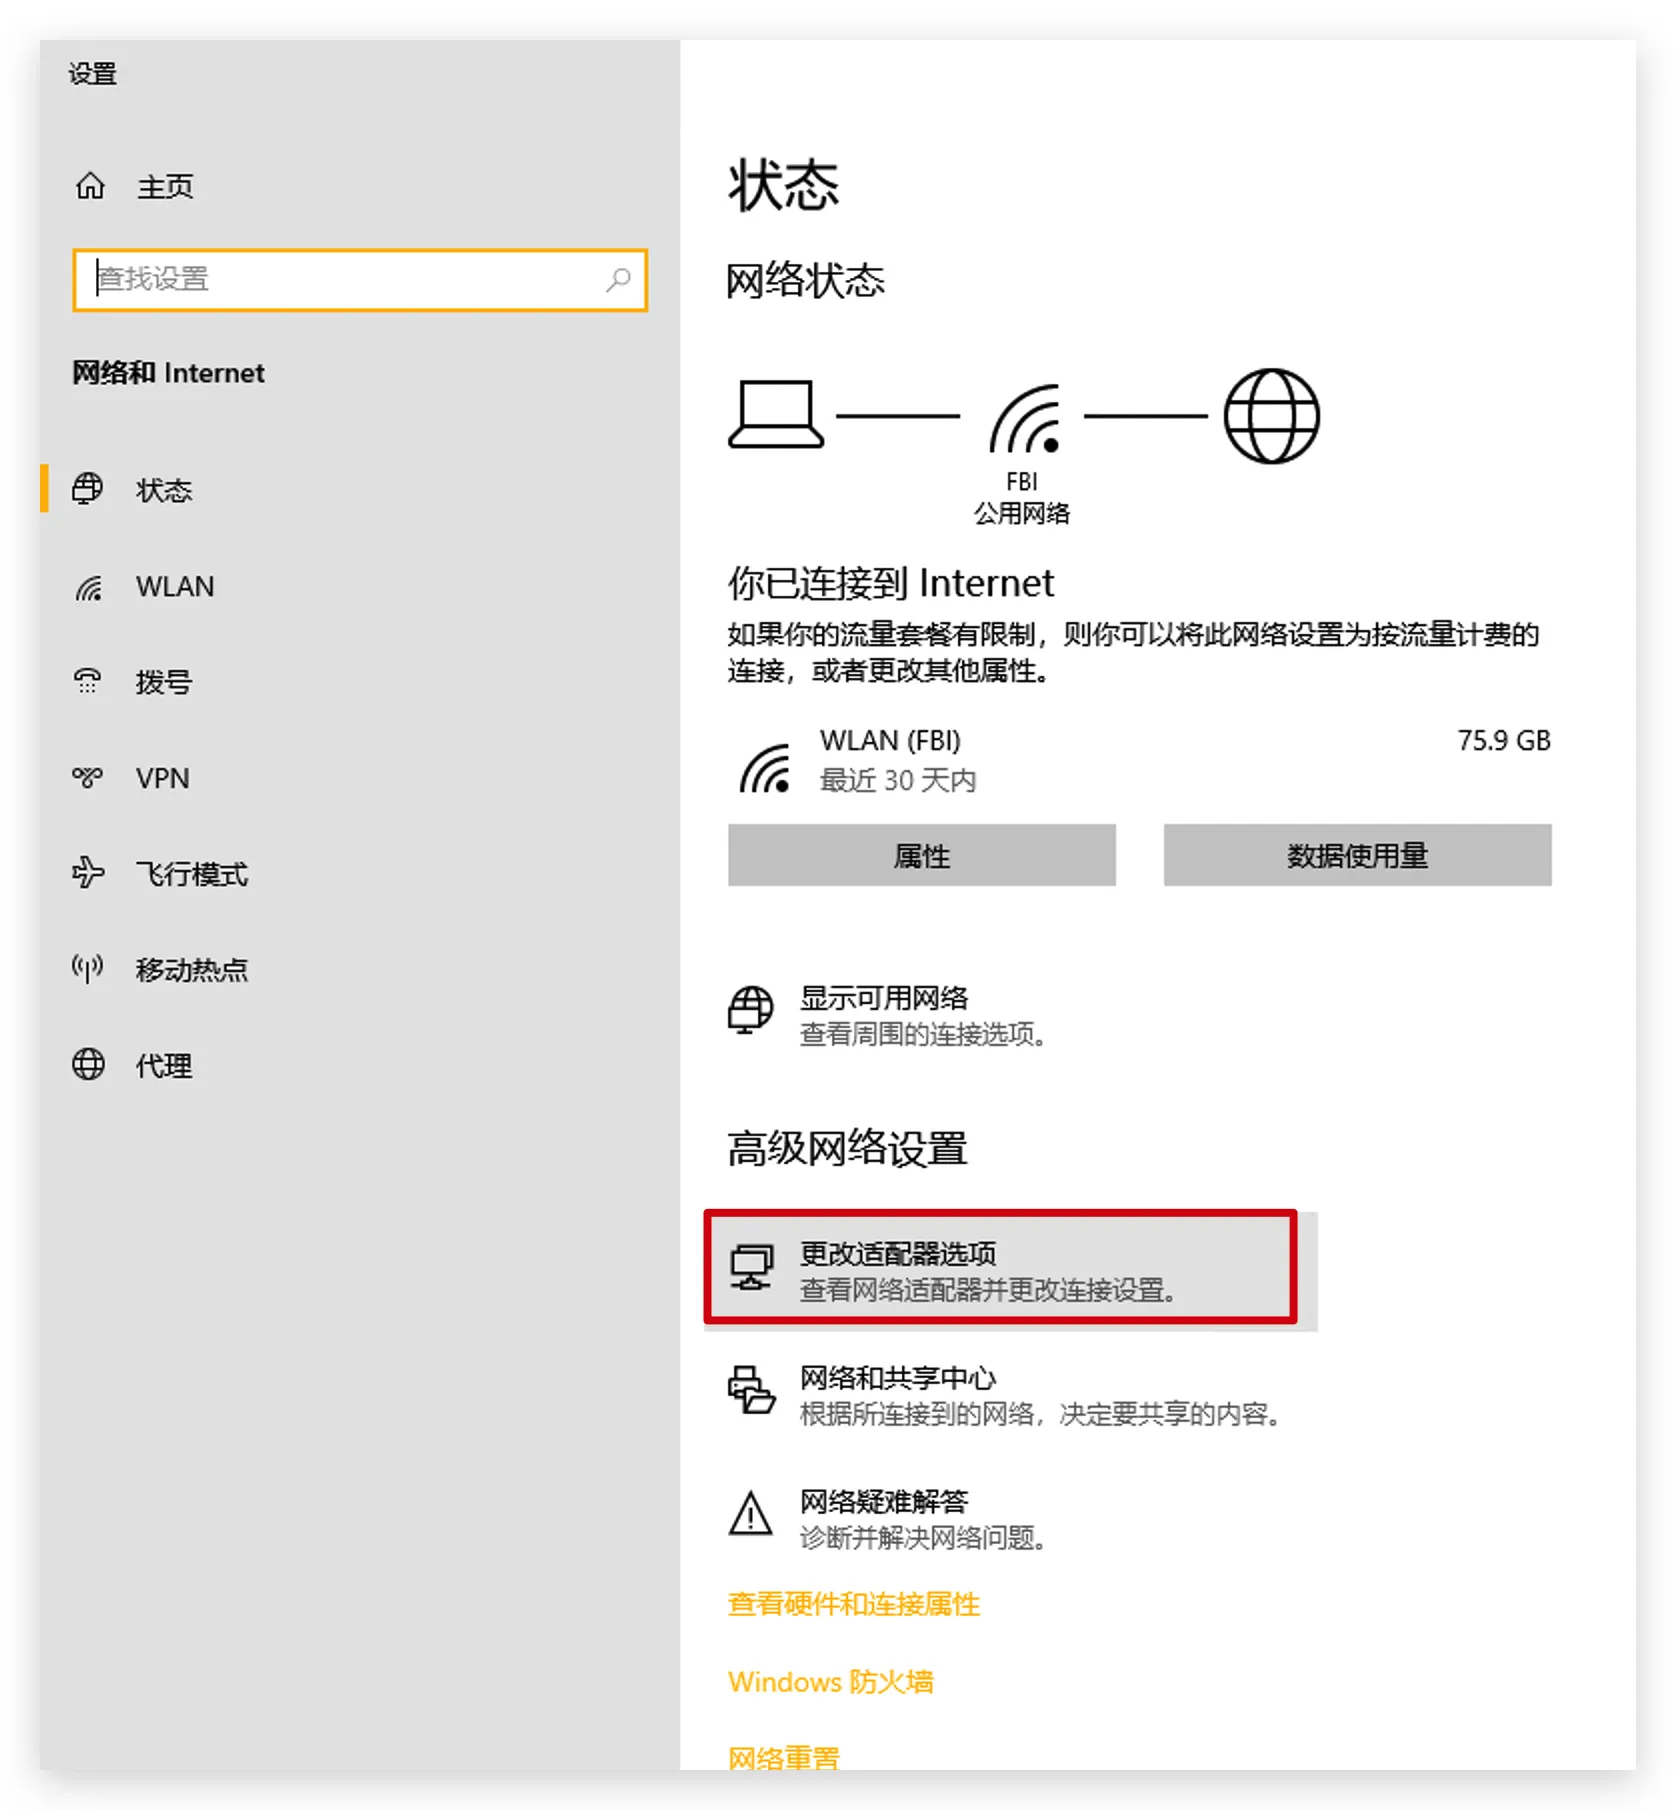 设置
主页
查找设置
网络和 Internet
状态
WLAN
拨号
VPN
飞行模式
移动热点
代理
状态
网络状态
FBI
公用网络
你已连接到 Internet
如果你的流量套餐有限制，则你可以将此网络设置为按流量计费的
连接，或者更改其他属性。
WLAN (FBI)
75.9 GB
最近 30 天内
属性
数据使用量
显示可用网络
查看周围的连接选项。
高级网络设置
更改适配器选项
查看网络适配器并更改连接设置。
网络和共享中心
根据所连接到的网络，决定要共享的内容。
网络疑难解答
诊断并解决网络问题。
查看硬件和连接属性
Windows 防火墙
网络重置